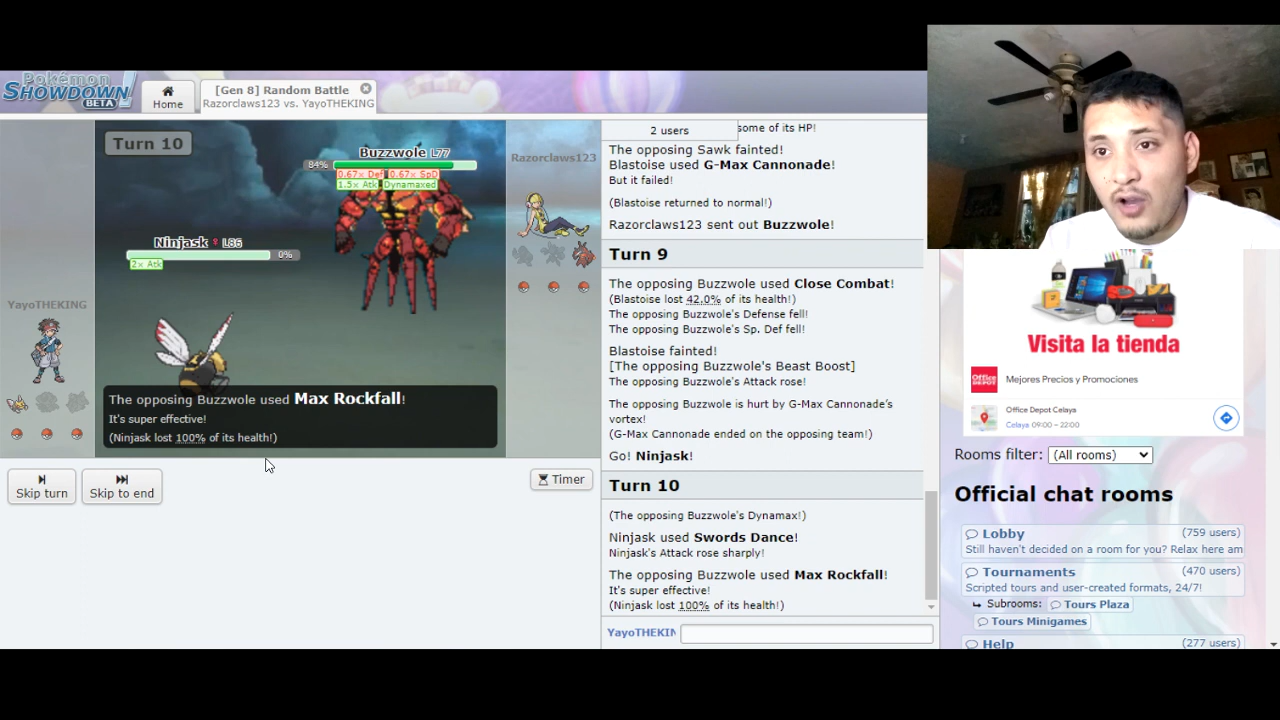 Pokémon
SHOWDOWN!
BETA
Home
[Gen 8] Random Battle
Razorclaws123 vs. YayoTHEKING
Turn 10
Buzzwole L77
84%
0.67× Def 0.67× SpD
1.5× Atk Dynamaxed
Ninjask ♀ L86
0%
2× Atk
YayoTHEKING
Razorclaws123
The opposing Buzzwole used Max Rockfall!
It's super effective!
(Ninjask lost 100% of its health!)
Skip turn
Skip to end
Timer
2 users
some of its HP!
The opposing Sawk fainted!
Blastoise used G-Max Cannonade!
But it failed!
(Blastoise returned to normal!)
Razorclaws123 sent out Buzzwole!
Turn 9
The opposing Buzzwole used Close Combat!
(Blastoise lost 42.0% of its health!)
The opposing Buzzwole's Defense fell!
The opposing Buzzwole's Sp. Def fell!
Blastoise fainted!
[The opposing Buzzwole's Beast Boost]
The opposing Buzzwole's Attack rose!
The opposing Buzzwole is hurt by G-Max Cannonade's
vortex!
(G-Max Cannonade ended on the opposing team!)
Go! Ninjask!
Turn 10
(The opposing Buzzwole's Dynamax!)
Ninjask used Swords Dance!
Ninjask's Attack rose sharply!
The opposing Buzzwole used Max Rockfall!
It's super effective!
(Ninjask lost 100% of its health!)
YayoTHEKIN
Visita la tienda
Office DEPOT
Mejores Precios y Promociones
Office Depot Celaya
Celaya 09:00 – 22:00
Rooms filter: (All rooms)
Official chat rooms
Lobby (759 users)
Still haven't decided on a room for you? Relax here am
Tournaments (470 users)
Scripted tours and user-created formats, 24/7!
Subrooms: Tours Plaza
Tours Minigames
Help (277 users)